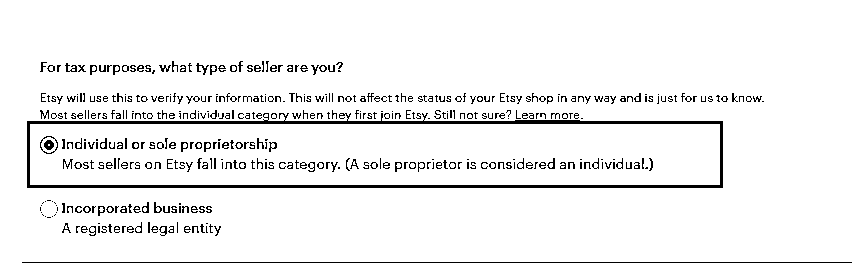 For tax purposes, what type of seller are you?
Etsy will use this to verify your information. This will not affect the status of your Etsy shop in any way and is just for us to know.
Most sellers fall into the individual category when they first join Etsy. Still not sure? Learn more.
Individual or sole proprietorship
Most sellers on Etsy fall into this category. (A sole proprietor is considered an individual.)
Incorporated business
A registered legal entity